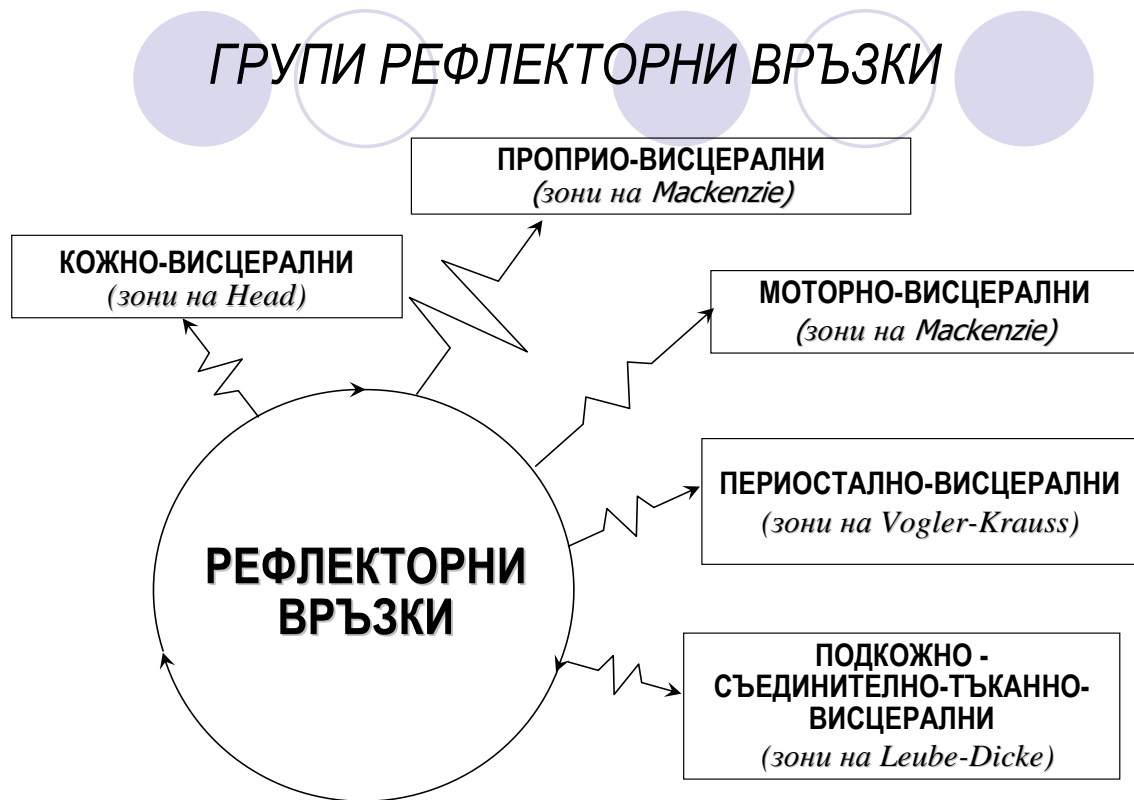 ГРУПИ РЕФЛЕКТОРНИ ВРЪЗКИ
ПРОПРИО-ВИСЦЕРАЛНИ
(зони на Mackenzie)
КОЖНО-ВИСЦЕРАЛНИ
(зони на Head)
МОТОРНО-ВИСЦЕРАЛНИ
(зони на Mackenzie)
ПЕРИОСТАЛНО-ВИСЦЕРАЛНИ
(зони на Vogler-Krauss)
РЕФЛЕКТОРНИ
ВРЪЗКИ
ПОДКОЖНО -
СЪЕДИНИТЕЛНО-ТЪКАННО-
ВИСЦЕРАЛНИ
(зони на Leube-Dicke)